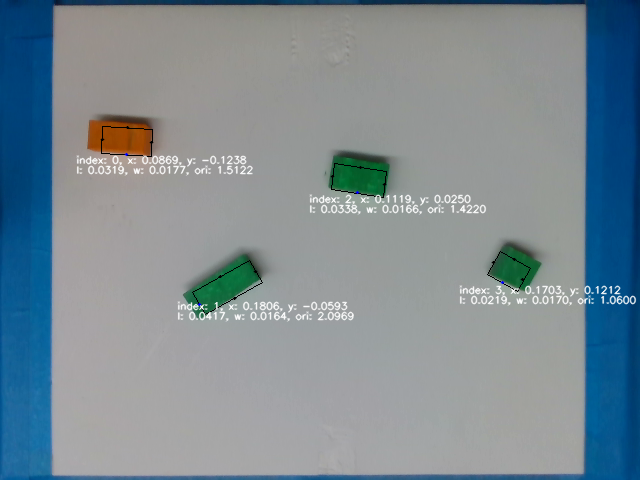 index: 0, x: 0.0869, y: -0.1238
l: 0.0319, w: 0.0177, ori: 1.5122
index: 2, x: 0.1119, y: 0.0250
l: 0.0338, w: 0.0166, ori: 1.4220
index: 3, x: 0.1703, y: 0.1212
l: 0.0219, w: 0.0170, ori: 1.0600
index: 1, x: 0.1806, y: -0.0593
l: 0.0417, w: 0.0164, ori: 2.0969